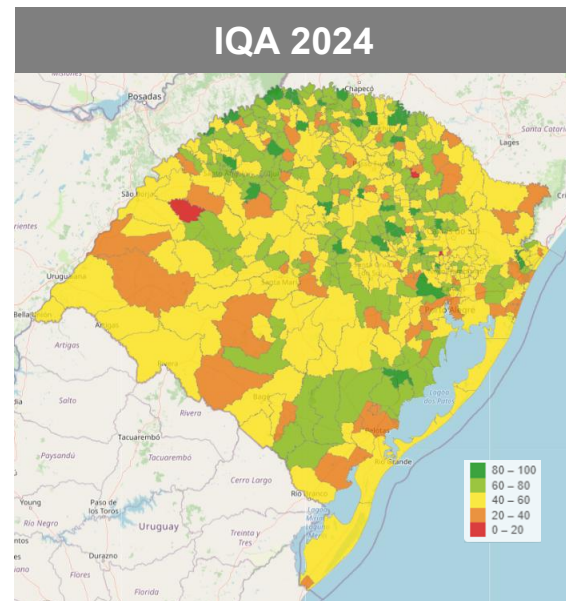 IQA 2024
Misiones
Posadas
Chapecó
Santa Catarina
Lages
São Borja
Uruguaiana
Santa Maria
Porto Alegre
Bella Unión
Artigas
Artigas
Rivera
Salto
Rivera
Bagé
Lagoa
dos Patos
Tacuarembó
Pelotas
Paysandú
Tacuarembó
Rio Grande
Cerro Largo
Rio Branco
Young
Paso de
los Toros
Río Negro
Uruguay
Treinta y
Tres
Durazno
Flores
Florida
80 – 100
60 – 80
40 – 60
20 – 40
0 – 20